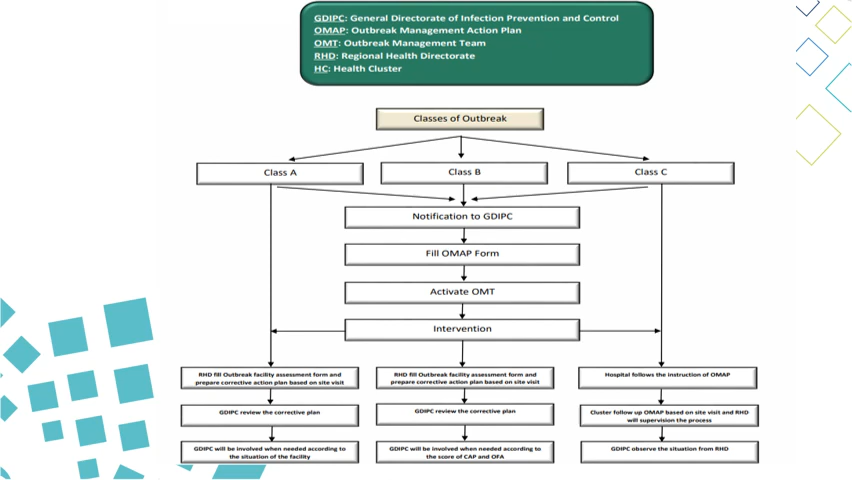 GDIPC: General Directorate of Infection Prevention and Control
OMAP: Outbreak Management Action Plan
OMT: Outbreak Management Team
RHD: Regional Health Directorate
HC: Health Cluster
Classes of Outbreak
Class A
Class B
Class C
Notification to GDIPC
Fill OMAP Form
Activate OMT
Intervention
RHD fill Outbreak facility assessment form and
prepare corrective action plan based on site visit
RHD fill Outbreak facility assessment form and
prepare corrective action plan based on site visit
Hospital follows the instruction of OMAP
GDIPC review the corrective plan
GDIPC review the corrective plan
Cluster follow up OMAP based on site visit and RHD
will supervision the process
GDIPC will be involved when needed according to
the situation of the facility
GDIPC will be involved when needed according to
the score of CAP and OFA
GDIPC observe the situation from RHD